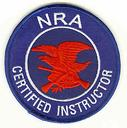 NRA
CERTIFIED INSTRUCTOR